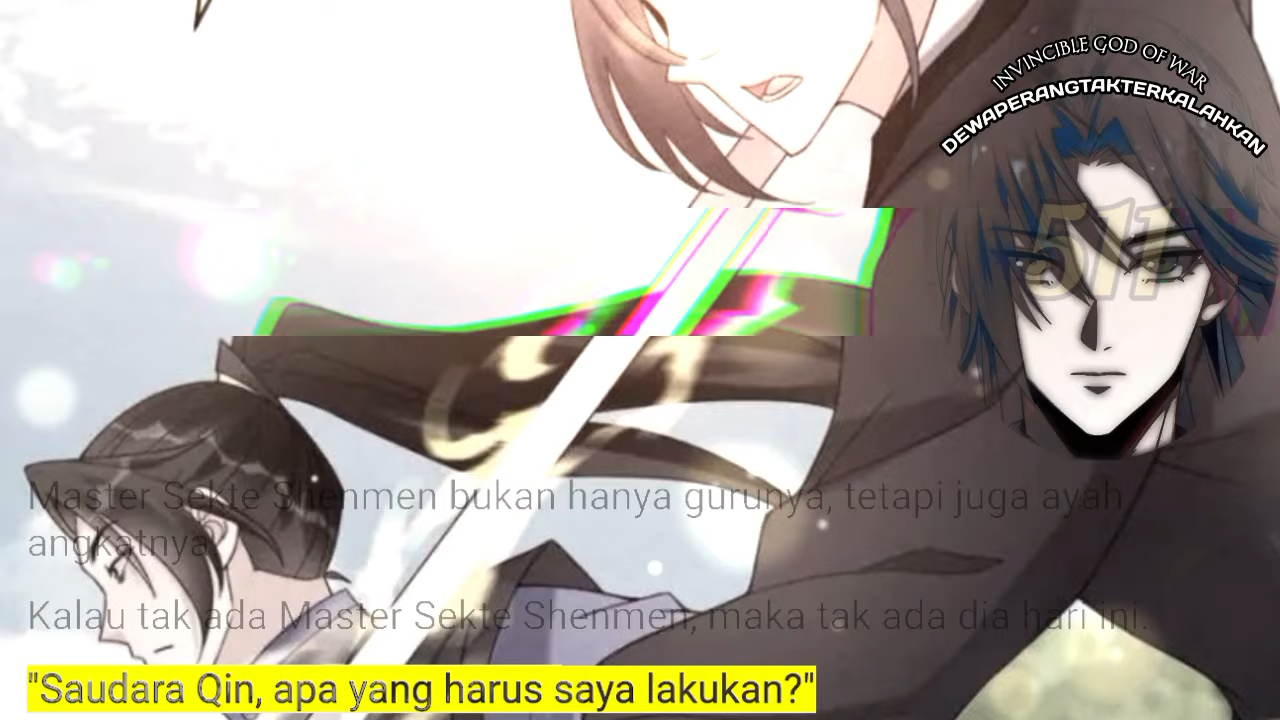 INVINCIBLE GOD OF WAR
DEWAPERANGTAKTERKALAHKAN
511
Master Sekte Shenmen bukan hanya gurunya, tetapi juga ayah
angkatnya.
Kalau tak ada Master Sekte Shenmen, maka tak ada dia hari ini.
"Saudara Qin, apa yang harus saya lakukan?"